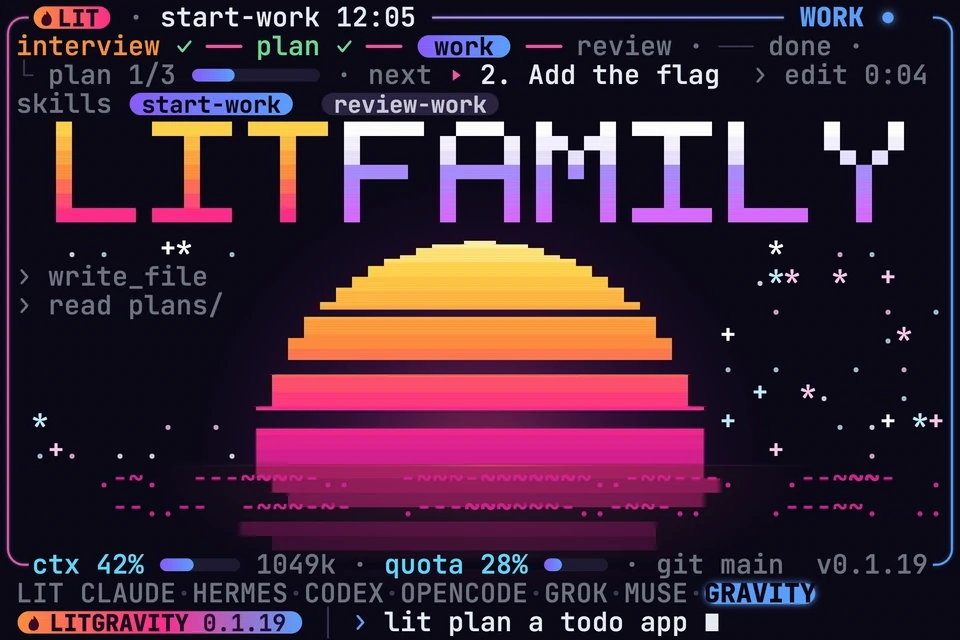 LIT · start-work 12:05 WORK
interview ✓ plan ✓ work review · done ·
plan 1/3 · next ▸ 2. Add the flag › edit 0:04
skills start-work review-work
LITFAMILY
› write_file
› read plans/
ctx 42% 1049k · quota 28% · git main v0.1.19
LIT CLAUDE·HERMES·CODEX·OPENCODE·GROK·MUSE·GRAVITY
LITGRAVITY 0.1.19 › lit plan a todo app